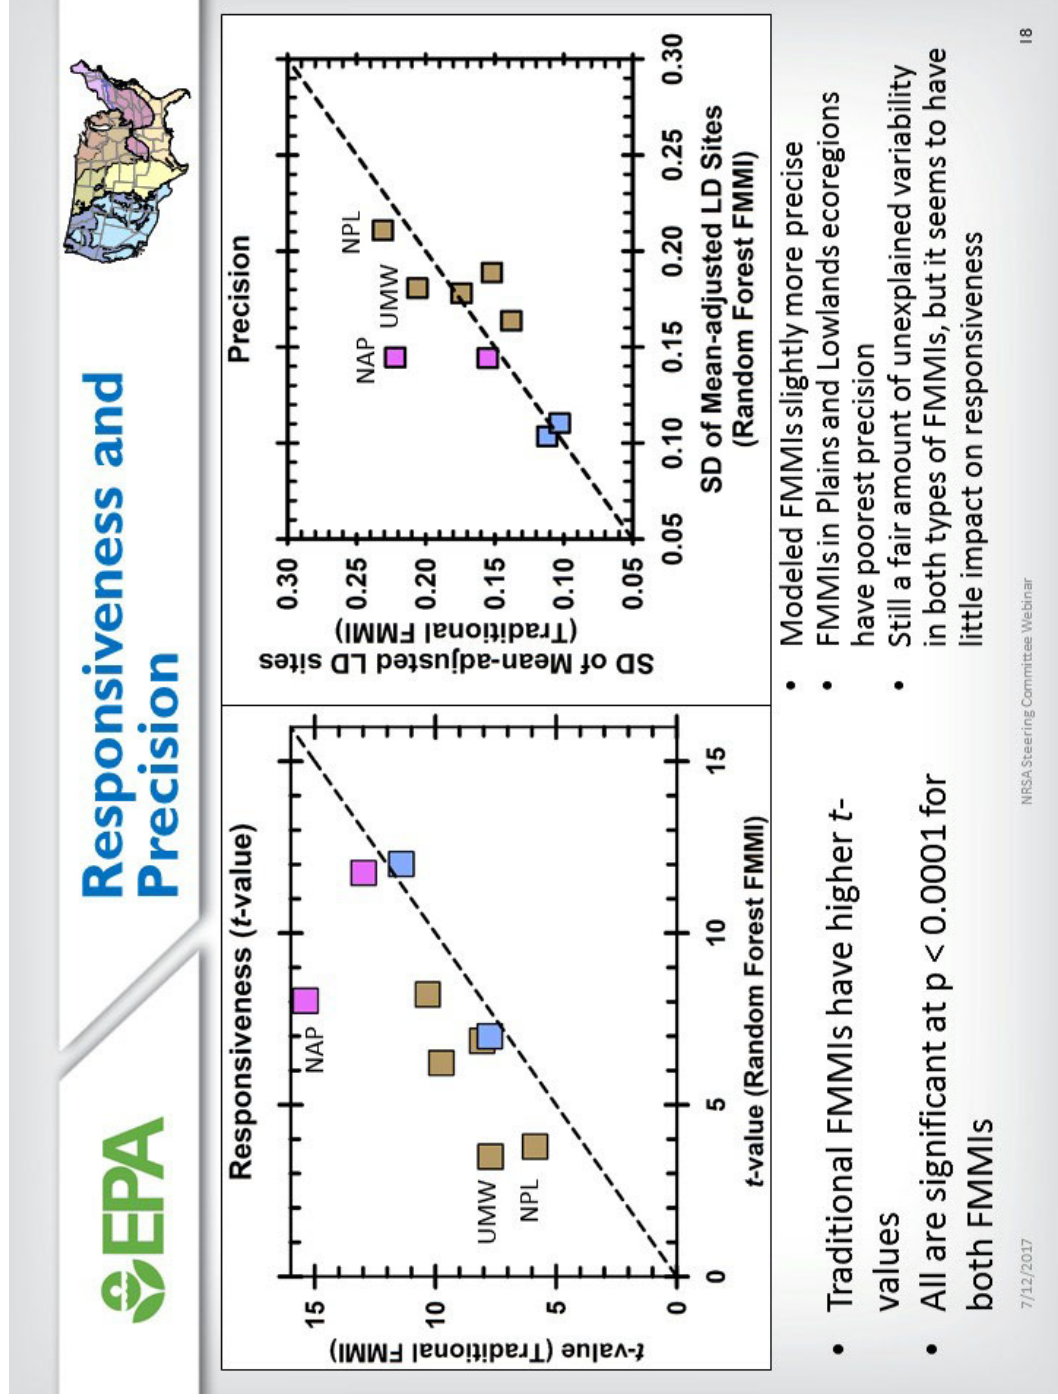 EPA
Responsiveness and
Precision
Responsiveness (t-value)
t-value (Traditional FMMI)
15
10
5
0
NAP
UMW
NPL
0
5
10
15
t-value (Random Forest FMMI)
Precision
SD of Mean-adjusted LD sites
(Traditional FMMI)
0.30
0.25
0.20
0.15
0.10
0.05
NAP
UMW
NPL
0.05
0.10
0.15
0.20
0.25
0.30
SD of Mean-adjusted LD Sites
(Random Forest FMMI)
• Traditional FMMIs have higher t-
values
• All are significant at p < 0.0001 for
both FMMIs
• Modeled FMMIs slightly more precise
• FMMIs in Plains and Lowlands ecoregions
have poorest precision
• Still a fair amount of unexplained variability
in both types of FMMIs, but it seems to have
little impact on responsiveness
7/12/2017
NRSA Steering Committee Webinar
18